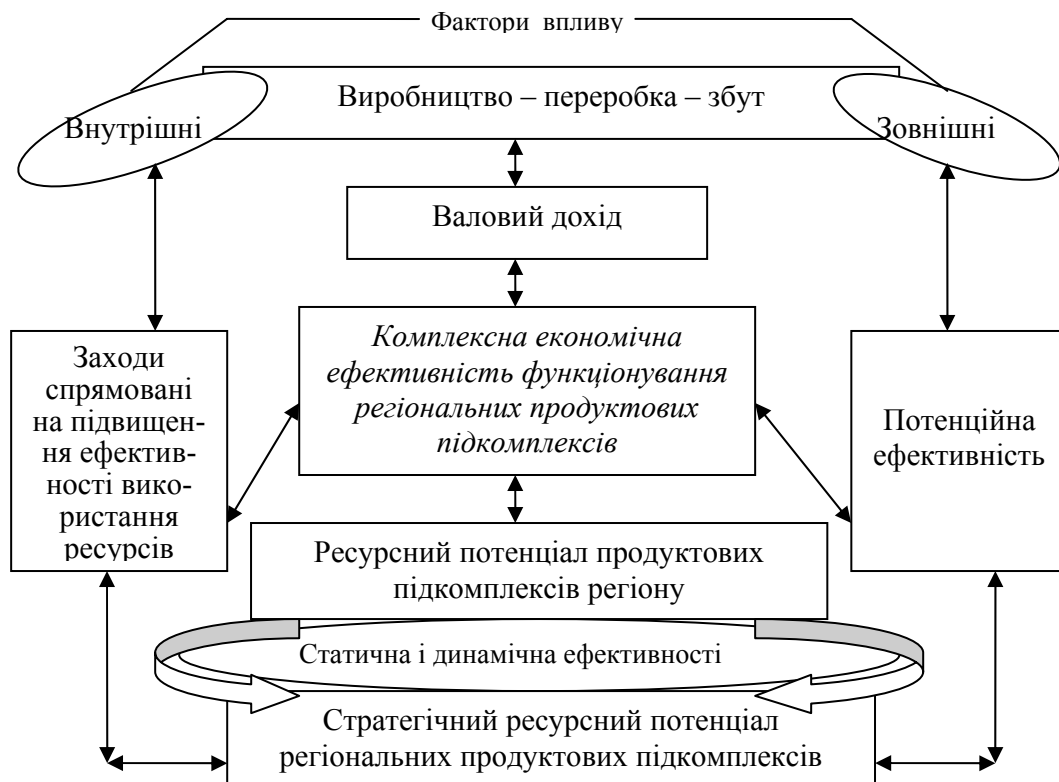 Фактори впливу
Виробництво – переробка – збут
Внутрішні
Зовнішні
Валовий дохід
Комплексна економічна
ефективність функціонування
регіональних продуктових
підкомплексів
Заходи
спрямовані
на підвищен-
ня ефектив-
ності вико-
ристання
ресурсів
Потенційна
ефективність
Ресурсний потенціал продуктових
підкомплексів регіону
Статична і динамічна ефективності
Стратегічний ресурсний потенціал
регіональних продуктових підкомплексів